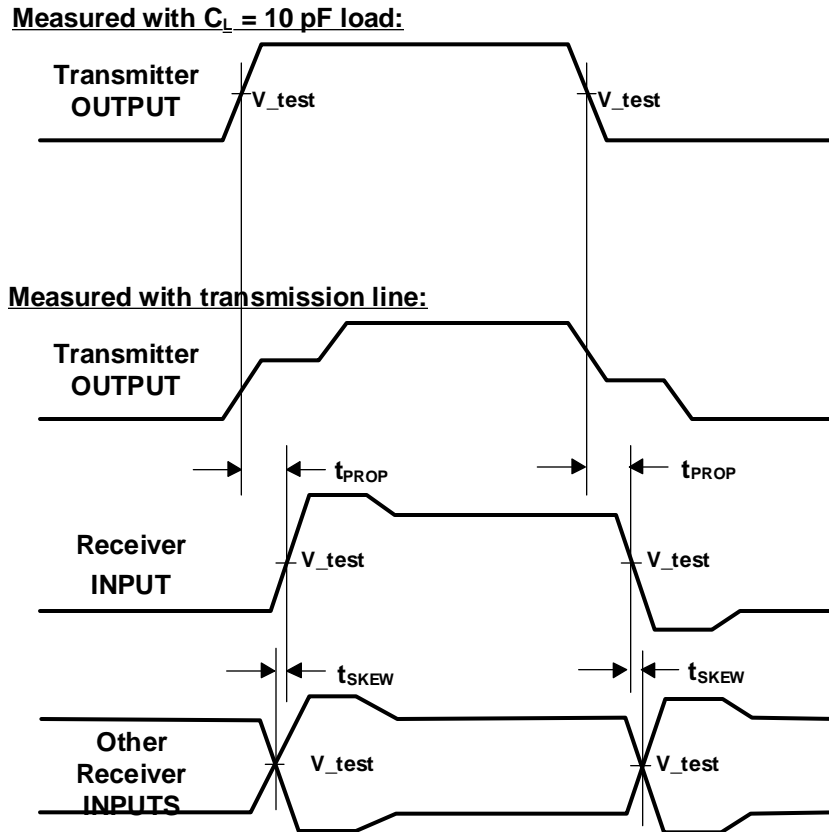 Measured with CL = 10 pF load:
Transmitter
OUTPUT
V_test
V_test
Measured with transmission line:
Transmitter
OUTPUT
tPROP
tPROP
Receiver
INPUT
V_test
V_test
tSKEW
tSKEW
Other
Receiver
INPUTS
V_test
V_test